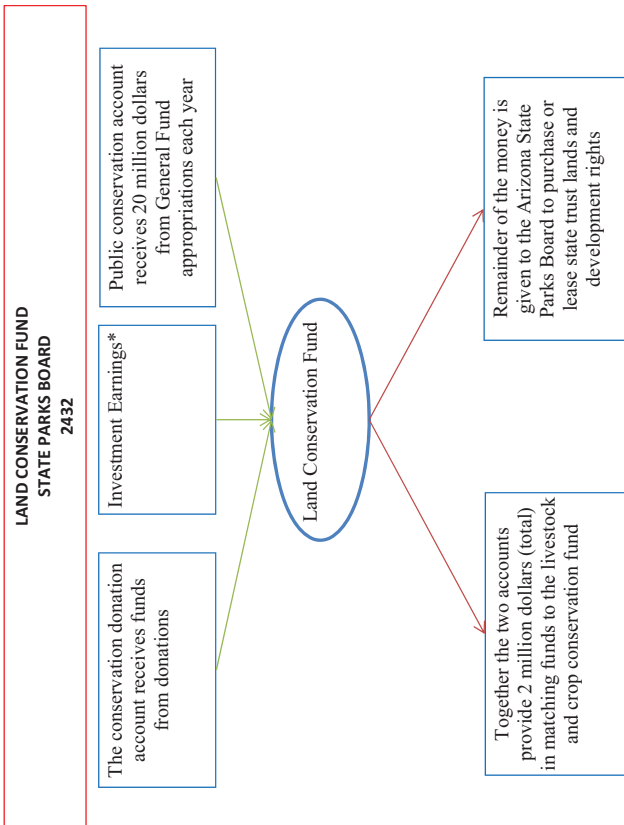 LAND CONSERVATION FUND
STATE PARKS BOARD
2432
The conservation donation
account receives funds
from donations
Investment Earnings*
Public conservation account
receives 20 million dollars
from General Fund
appropriations each year
Land Conservation Fund
Together the two accounts
provide 2 million dollars (total)
in matching funds to the livestock
and crop conservation fund
Remainder of the money is
given to the Arizona State
Parks Board to purchase or
lease state trust lands and
development rights